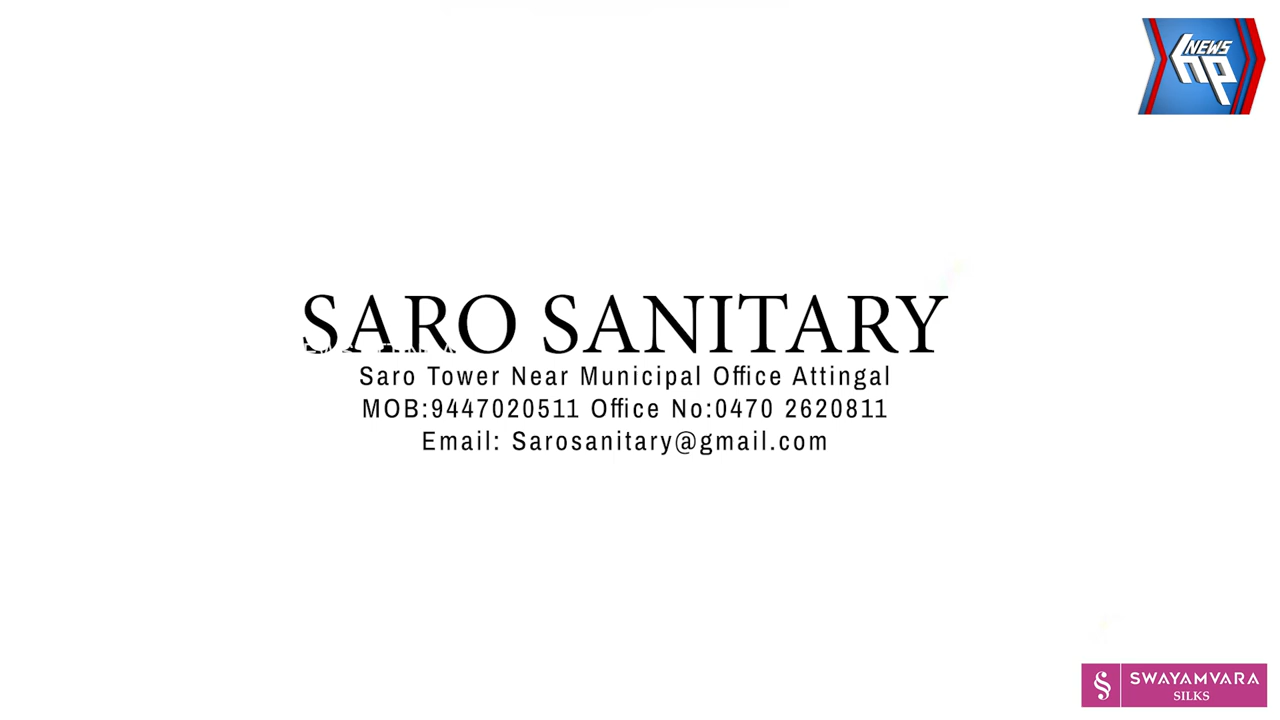 NEWS
hp
SARO SANITARY
Saro Tower Near Municipal Office Attingal
MOB:9447020511 Office No:0470 2620811
Email: Sarosanitary@gmail.com
SWAYAMVARA
SILKS